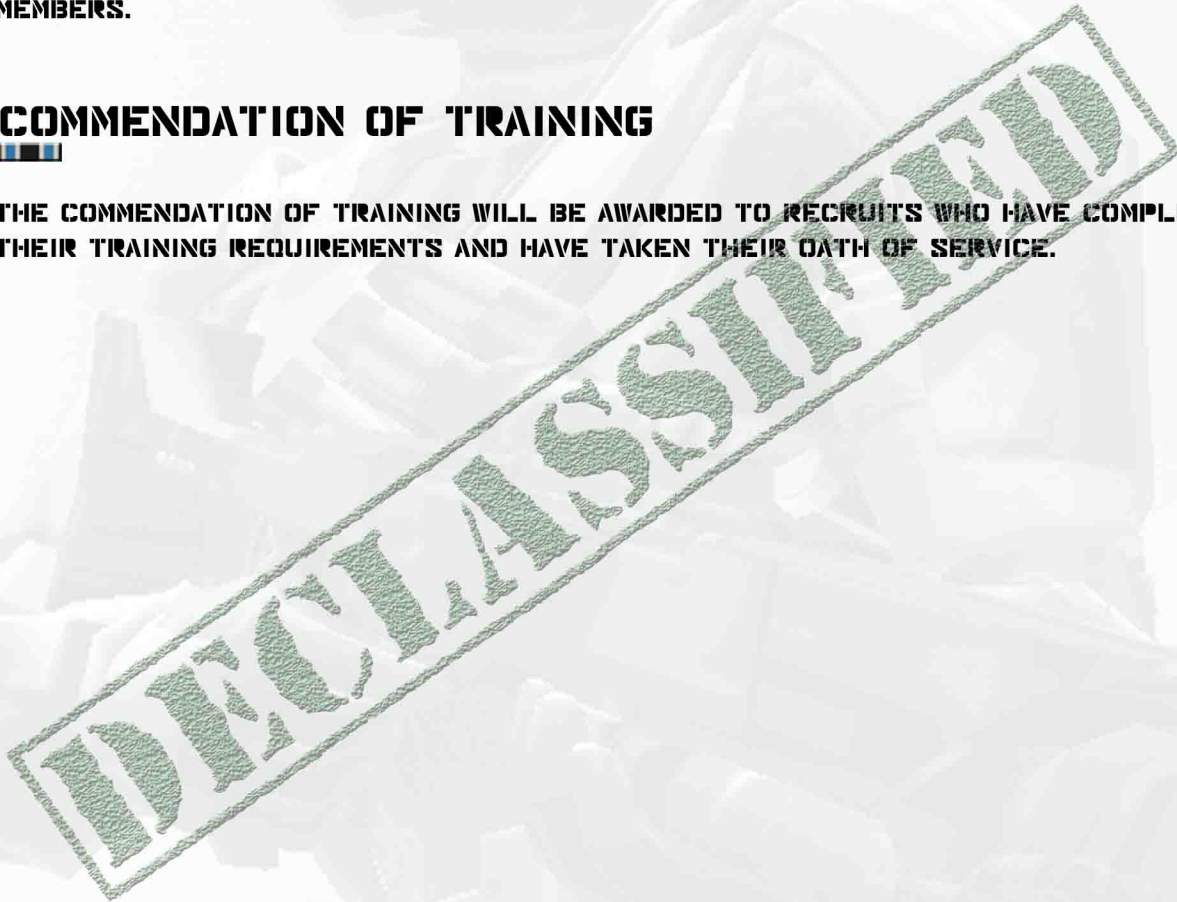 MEMBERS.
COMMENDATION OF TRAINING
THE COMMENDATION OF TRAINING WILL BE AWARDED TO RECRUITS WHO HAVE COMPL
THEIR TRAINING REQUIREMENTS AND HAVE TAKEN THEIR OATH OF SERVICE.
DECLASSIFIED